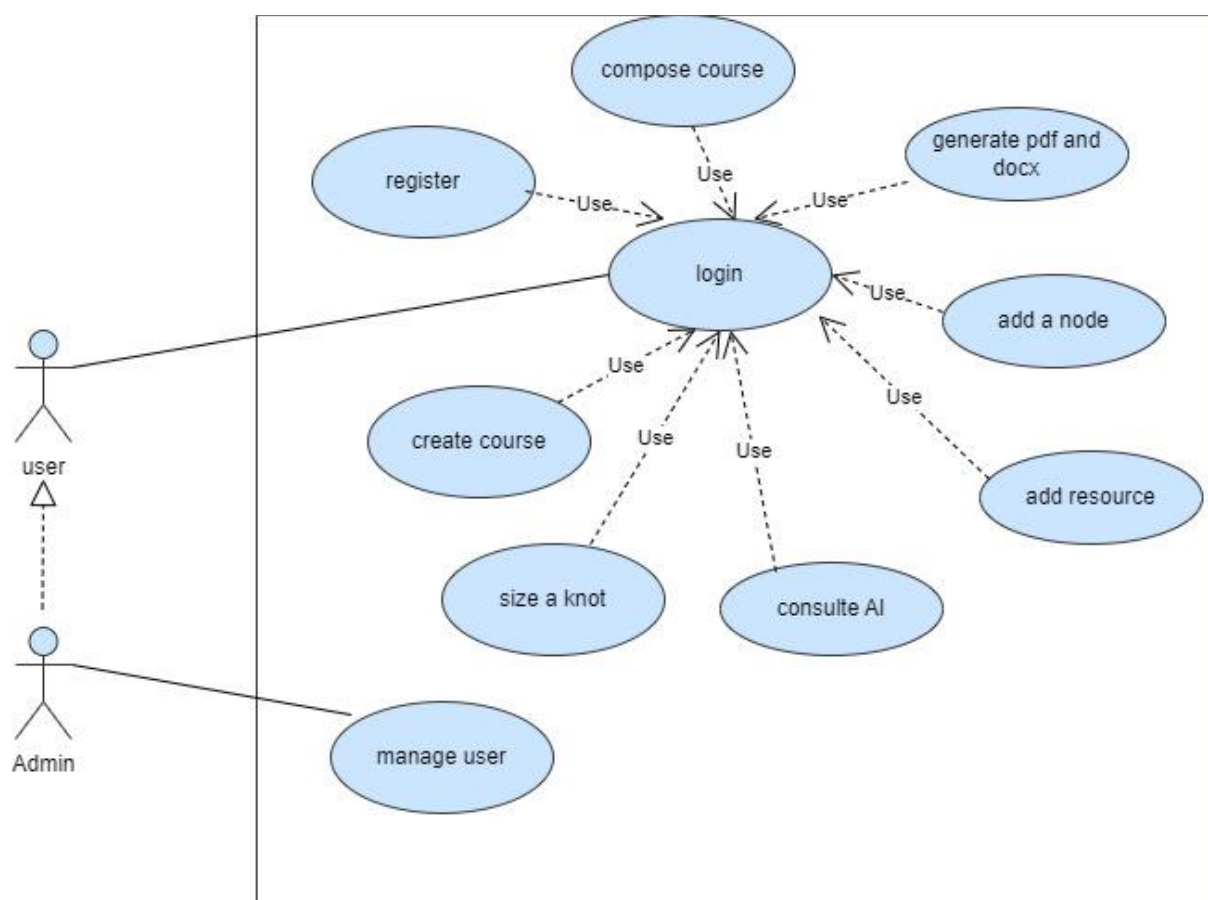 compose course
generate pdf and
docx
register
Use
Use
Use
login
Use
add a node
user
Use
create course
Use
Use
Use
add resource
size a knot
consulte AI
Admin
manage user